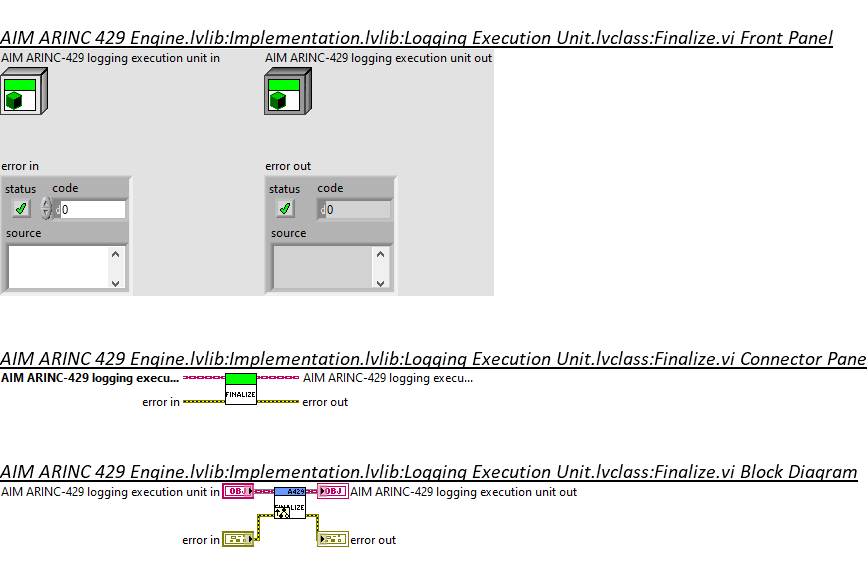 AIM ARINC 429 Engine.lvlib:Implementation.lvlib:Logging Execution Unit.lvclass:Finalize.vi Front Panel
AIM ARINC-429 logging execution unit in
AIM ARINC-429 logging execution unit out
error in
error out
status code
status code
0
0
source
source
AIM ARINC 429 Engine.lvlib:Implementation.lvlib:Logging Execution Unit.lvclass:Finalize.vi Connector Pane
AIM ARINC-429 logging execu...
AIM ARINC-429 logging execu...
FINALIZE
error in
error out
AIM ARINC 429 Engine.lvlib:Implementation.lvlib:Logging Execution Unit.lvclass:Finalize.vi Block Diagram
AIM ARINC-429 logging execution unit in
OBJ
A429
OBJ
AIM ARINC-429 logging execution unit out
error in
error out